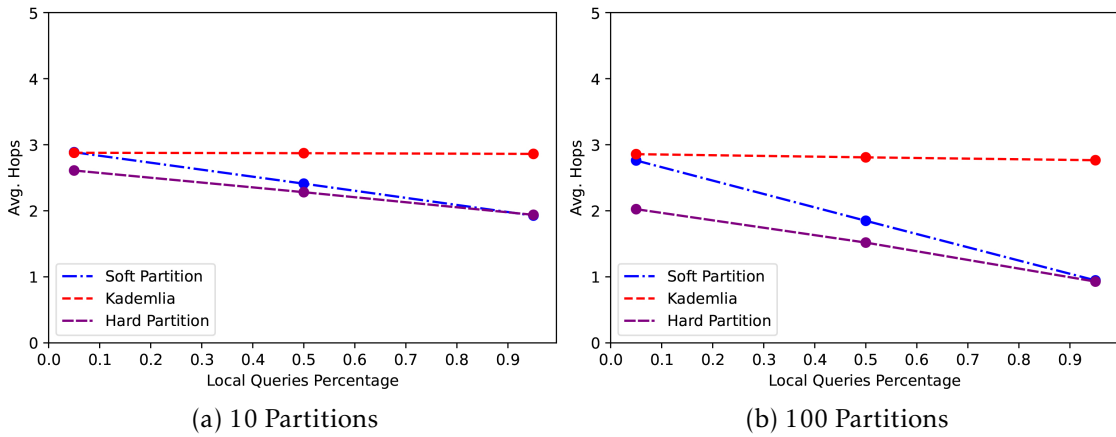 5
4
3
2
1
0
Avg. Hops
Soft Partition
Kademlia
Hard Partition
0.0 0.1 0.2 0.3 0.4 0.5 0.6 0.7 0.8 0.9
Local Queries Percentage
(a) 10 Partitions
5
4
3
2
1
0
Avg. Hops
Soft Partition
Kademlia
Hard Partition
0.0 0.1 0.2 0.3 0.4 0.5 0.6 0.7 0.8 0.9
Local Queries Percentage
(b) 100 Partitions